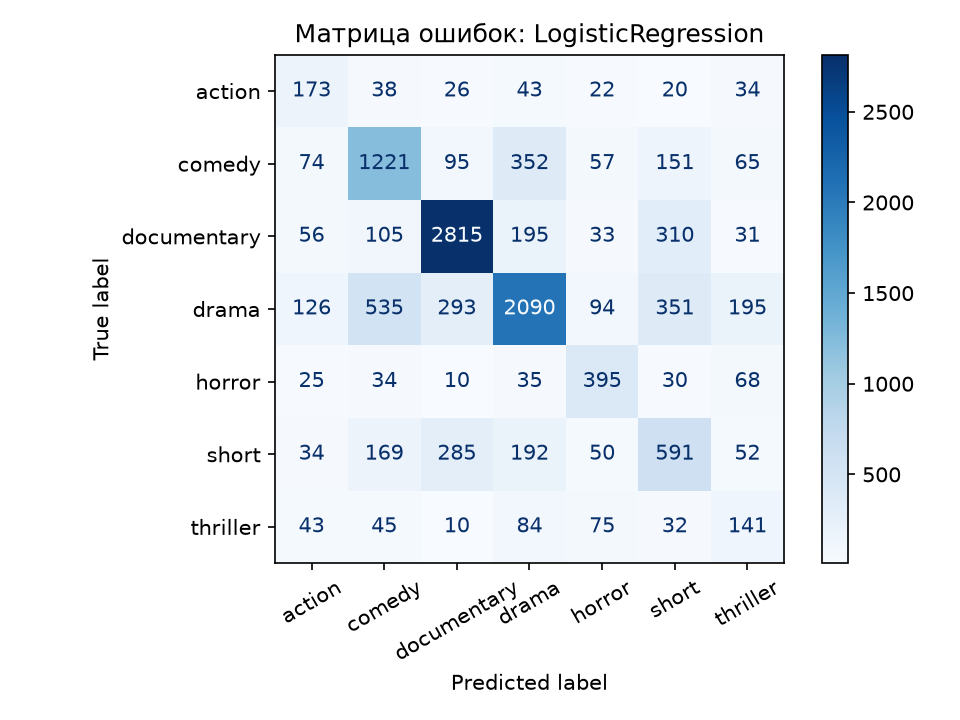 Матрица ошибок: LogisticRegression
action 173 38 26 43 22 20 34
comedy 74 1221 95 352 57 151 65
documentary 56 105 2815 195 33 310 31
drama 126 535 293 2090 94 351 195
horror 25 34 10 35 395 30 68
short 34 169 285 192 50 591 52
thriller 43 45 10 84 75 32 141
action comedy documentary drama horror short thriller
Predicted label
True label
2500
2000
1500
1000
500